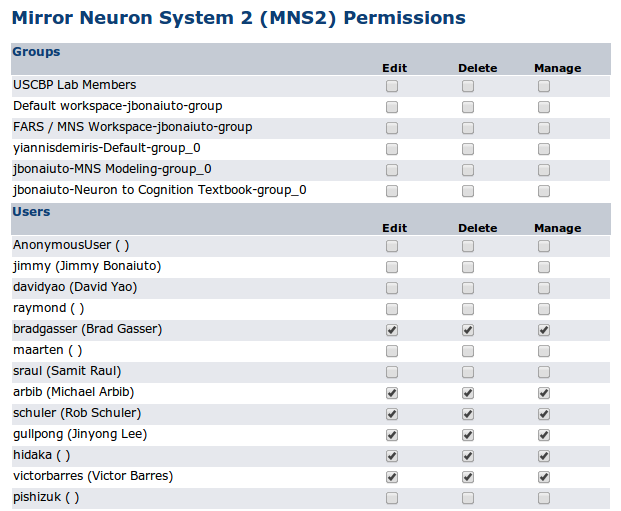 Mirror Neuron System 2 (MNS2) Permissions
Groups
Edit Delete Manage
USCBP Lab Members
Default workspace-jbonaiuto-group
FARS / MNS Workspace-jbonaiuto-group
yiannisdemiris-Default-group_0
jbonaiuto-MNS Modeling-group_0
jbonaiuto-Neuron to Cognition Textbook-group_0
Users
Edit Delete Manage
AnonymousUser ( )
jimmy (Jimmy Bonaiuto)
davidyao (David Yao)
raymond ( )
bradgasser (Brad Gasser)
maarten ( )
sraul (Samit Raul)
arbib (Michael Arbib)
schuler (Rob Schuler)
gullpong (Jinyong Lee)
hidaka ( )
victorbarres (Victor Barres)
pishizuk ( )